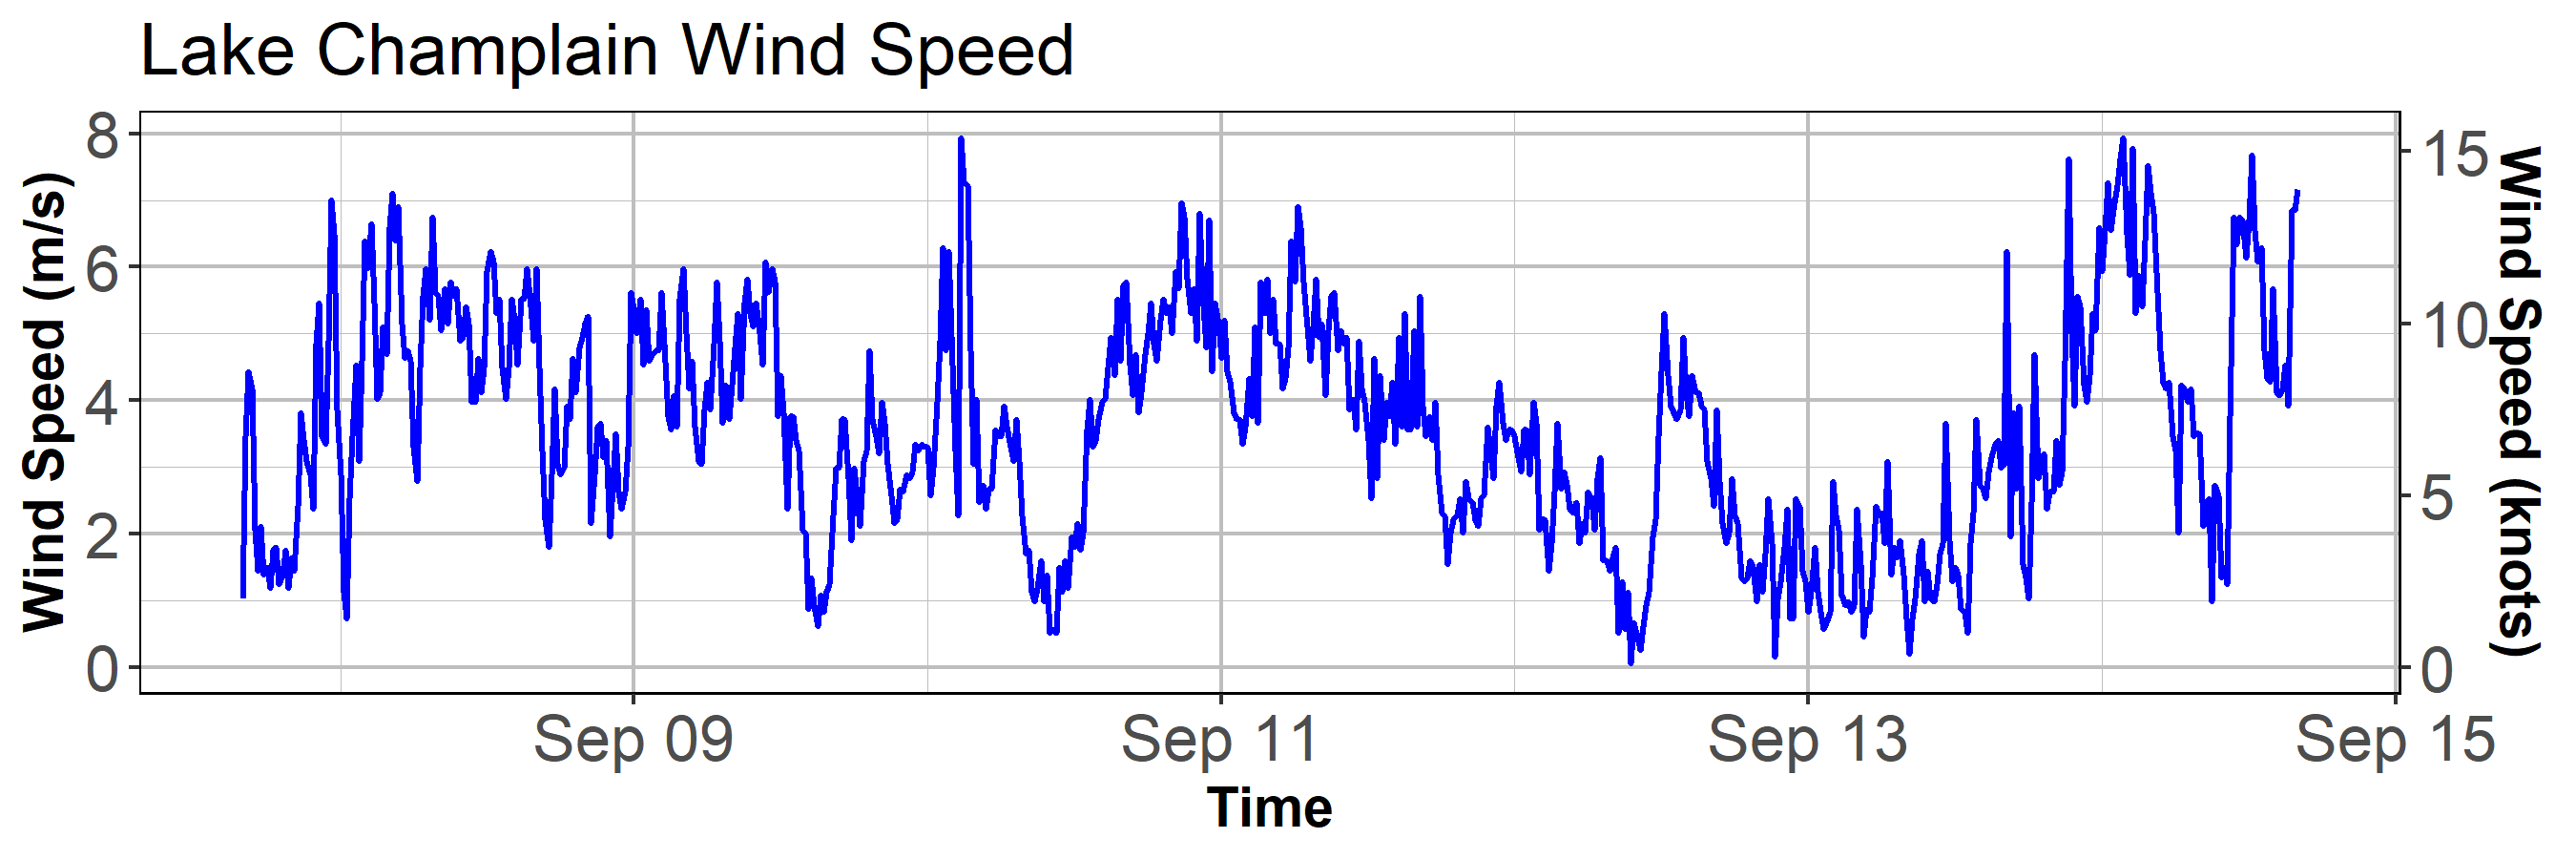 Lake Champlain Wind Speed
Wind Speed (m/s)
8
6
4
2
0
15
10
5
0
Wind Speed (knots)
Sep 09
Sep 11
Sep 13
Sep 15
Time